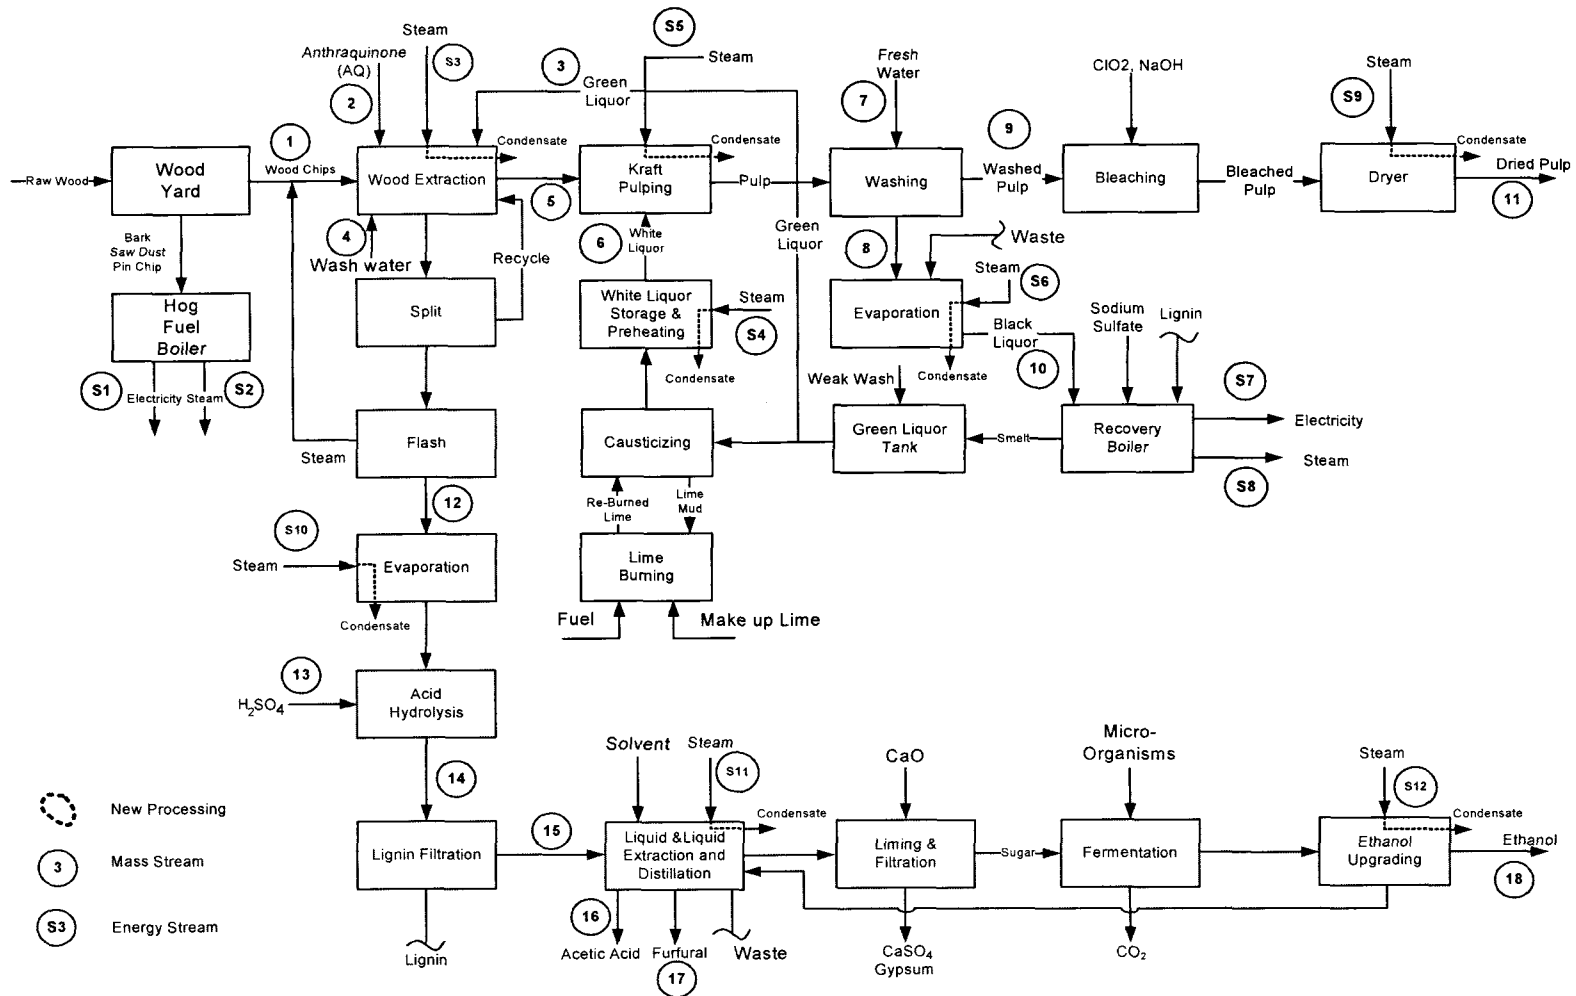 S5
Steam
Anthraquinone
(AQ)
S3
3
Steam
Fresh
Water
ClO2, NaOH
Steam
2
Green
Liquor
7
S9
1
Condensate
Condensate
9
Condensate
Raw Wood
Wood
Yard
Wood Chips
Wood Extraction
Kraft
Pulping
Pulp
Washing
Washed
Pulp
Bleaching
Bleached
Pulp
Dryer
Dried Pulp
5
11
4
6
White
Liquor
Green
Liquor
8
Waste
Bark
Saw Dust
Pin Chip
Wash water
Recycle
Steam
S6
Hog
Fuel
Boiler
Split
White Liquor
Storage &
Preheating
Steam
S4
Evaporation
Black
Liquor
Sodium
Sulfate
Lignin
Condensate
Condensate
10
S1
Electricity
Steam
S2
Weak Wash
S7
Flash
Causticizing
Green Liquor
Tank
Smelt
Recovery
Boiler
Electricity
Steam
Steam
S8
12
Re-Burned
Lime
Lime
Mud
S10
Steam
Evaporation
Lime
Burning
Condensate
Fuel
Make up Lime
13
H2SO4
Acid
Hydrolysis
14
Solvent
Steam
S11
CaO
Micro-
Organisms
Steam
S12
Condensate
Condensate
New Processing
15
Lignin Filtration
Liquid &Liquid
Extraction and
Distillation
Liming &
Filtration
Sugar
Fermentation
Ethanol
Upgrading
Ethanol
18
3
Mass Stream
16
S3
Energy Stream
Lignin
Acetic Acid
Furfural
17
Waste
CaSO4
Gypsum
CO2